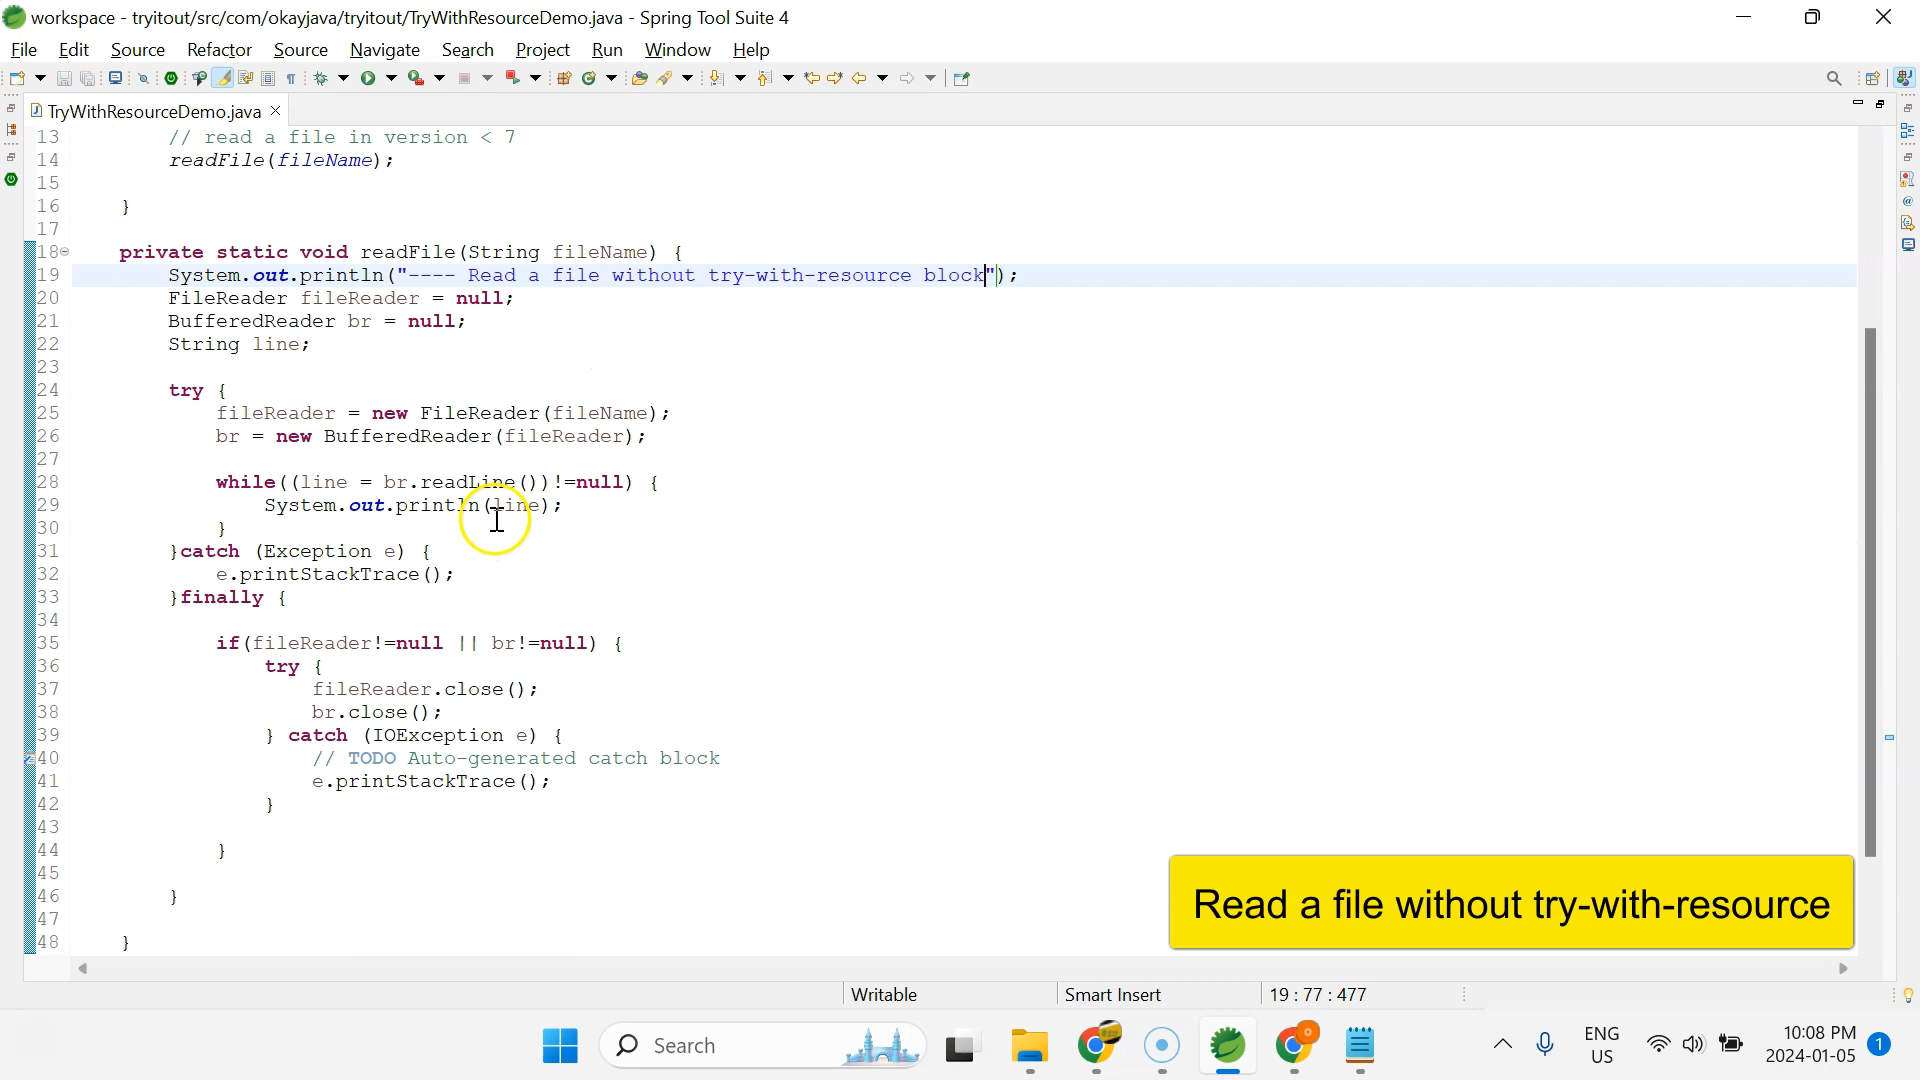 workspace - tryitout/src/com/okayjava/tryitout/TryWithResourceDemo.java - Spring Tool Suite 4
File Edit Source Refactor Source Navigate Search Project Run Window Help
TryWithResourceDemo.java
13 // read a file in version < 7
14 readFile(fileName);
15
16 }
17
18 private static void readFile(String fileName) {
19 System.out.println("---- Read a file without try-with-resource block");
20 FileReader fileReader = null;
21 BufferedReader br = null;
22 String line;
23
24 try {
25 fileReader = new FileReader(fileName);
26 br = new BufferedReader(fileReader);
27
28 while((line = br.readLine())!=null) {
29 System.out.println(line);
30 }
31 }catch (Exception e) {
32 e.printStackTrace();
33 }finally {
34
35 if(fileReader!=null || br!=null) {
36 try {
37 fileReader.close();
38 br.close();
39 } catch (IOException e) {
40 // TODO Auto-generated catch block
41 e.printStackTrace();
42 }
43
44 }
45
46 }
47
48 }
Read a file without try-with-resource
Writable Smart Insert 19 : 77 : 477
Search
ENG
US
10:08 PM
2024-01-05
1